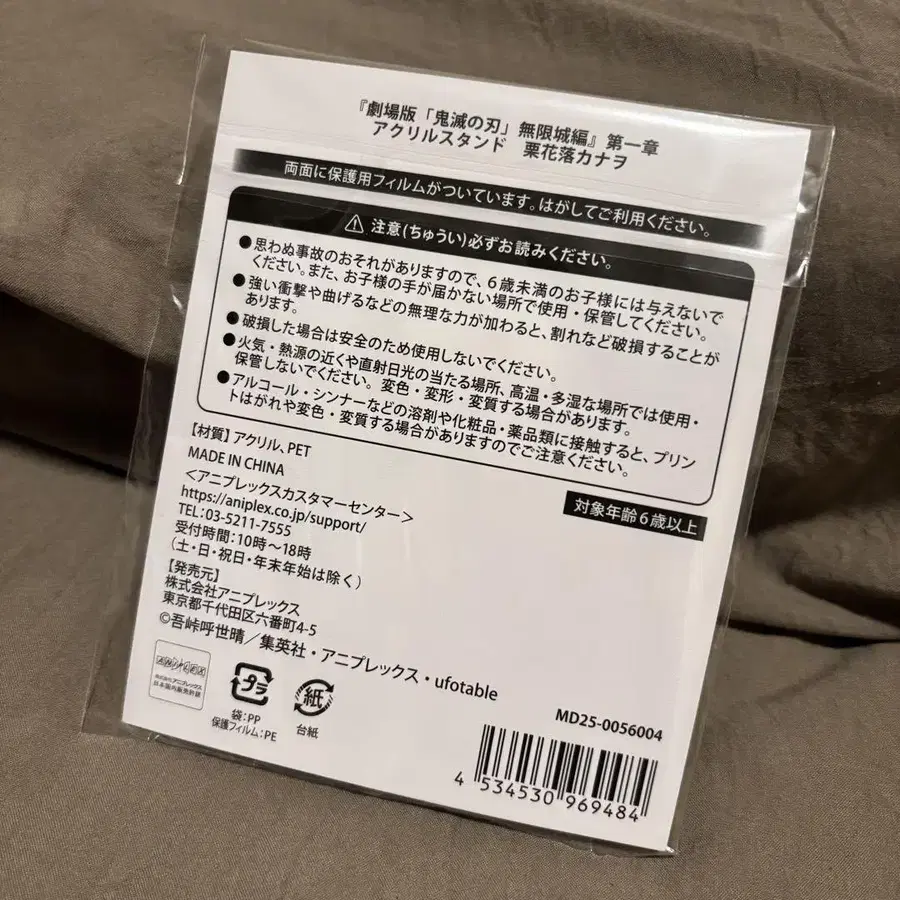 『劇場版「鬼滅の刃」無限城編』第一章
アクリルスタンド 栗花落カナヲ
両面に保護用フィルムがついています。はがしてご利用ください。
⚠ 注意(ちゅうい)必ずお読みください。
●思わぬ事故のおそれがありますので、6歳未満のお子様には与えないで
ください。また、お子様の手が届かない場所で使用・保管してください。
●強い衝撃や曲げるなどの無理な力が加わると、割れなど破損することが
あります。
●破損した場合は安全のため使用しないでください。
●火気・熱源の近くや直射日光の当たる場所、高温・多湿な場所では使用・
保管しないでください。変色・変形・変質する場合があります。
●アルコール・シンナーなどの溶剤や化粧品・薬品類に接触すると、プリン
トはがれや変色・変質する場合がありますのでご注意ください。
【材質】アクリル、PET
MADE IN CHINA
対象年齢6歳以上
＜アニプレックスカスタマーセンター＞
https://aniplex.co.jp/support/
TEL:03-5211-7555
受付時間:10時～18時
(土・日・祝日・年末年始は除く)
【発売元】
株式会社アニプレックス
東京都千代田区六番町4-5
©吾峠呼世晴／集英社・アニプレックス・ufotable
ANIPLEX
株式会社アニプレックス
日本国内販売許諾
プラ
袋:PP
保護フィルム:PE
紙
台紙
MD25-0056004
4 534530 969484